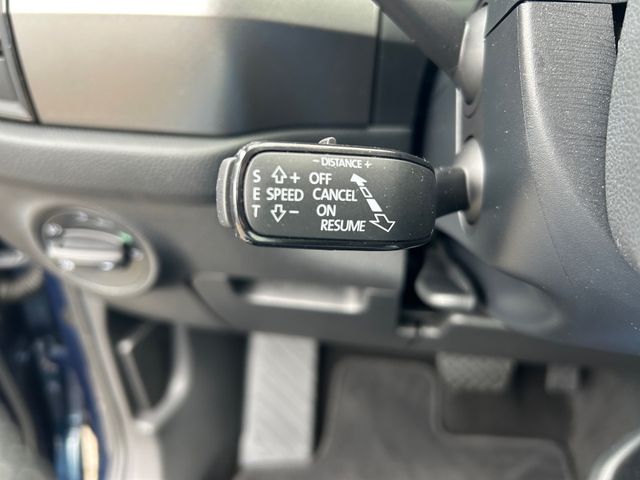 - DISTANCE +
S + OFF
E SPEED CANCEL
T - ON
RESUME